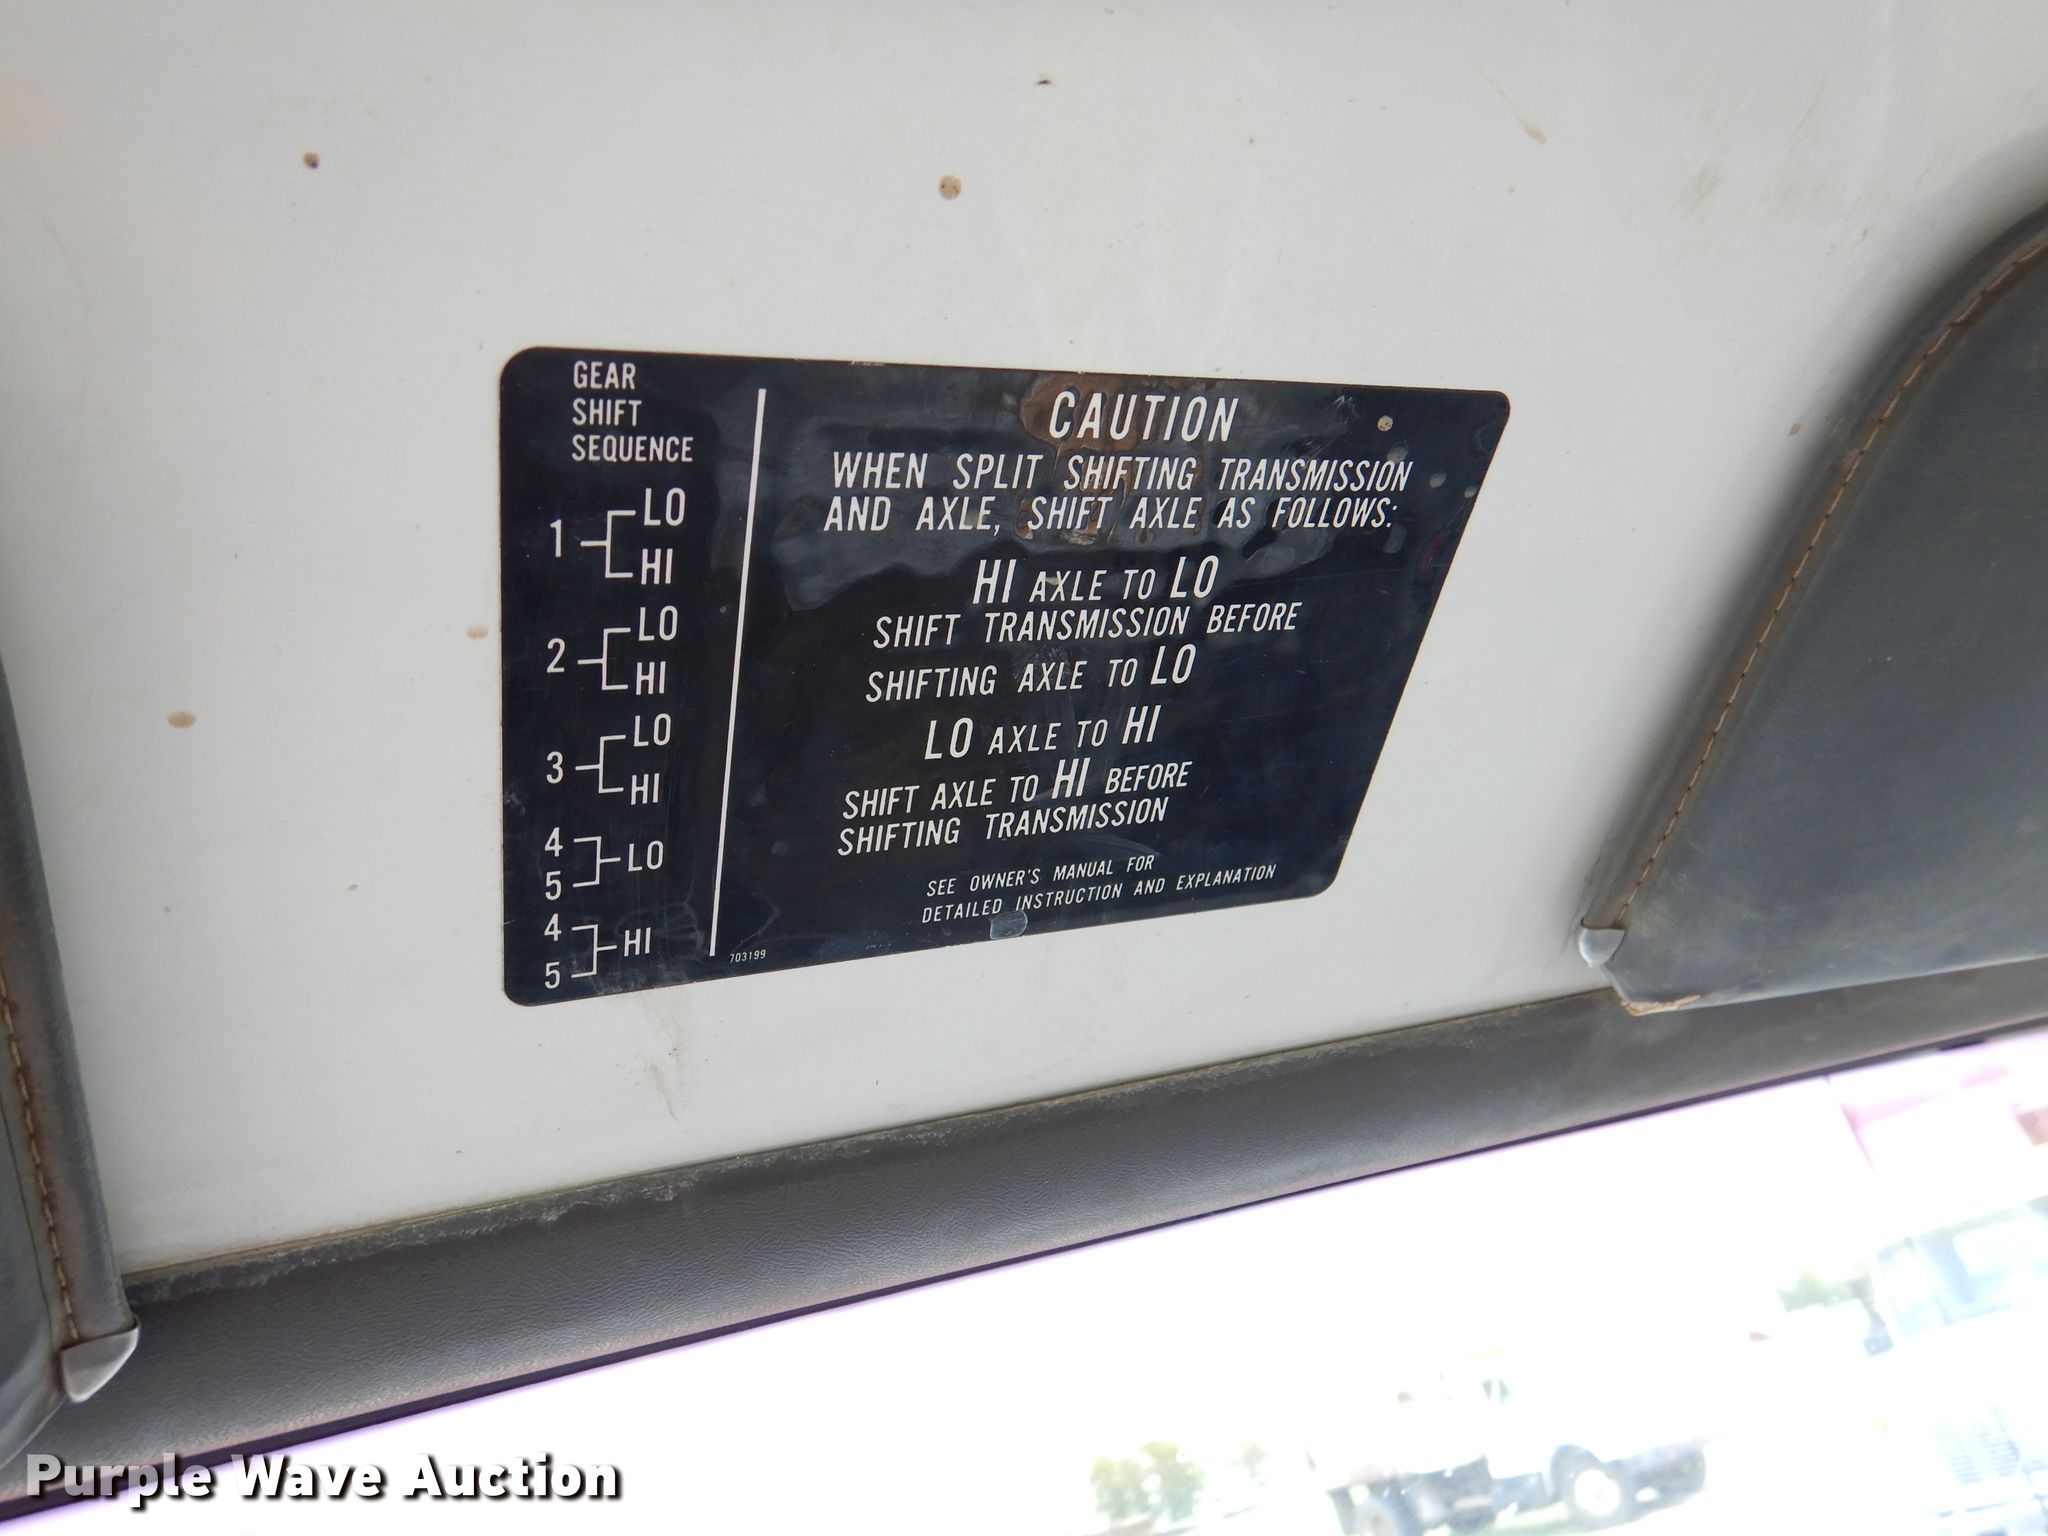 GEAR
SHIFT
SEQUENCE
1 LO
HI
2 LO
HI
3 LO
HI
4
5 LO
4
5 HI
CAUTION
WHEN SPLIT SHIFTING TRANSMISSION
AND AXLE, SHIFT AXLE AS FOLLOWS:
HI AXLE TO LO
SHIFT TRANSMISSION BEFORE
SHIFTING AXLE TO LO
LO AXLE TO HI
SHIFT AXLE TO HI BEFORE
SHIFTING TRANSMISSION
SEE OWNER'S MANUAL FOR
DETAILED INSTRUCTION AND EXPLANATION
703199
Purple Wave Auction